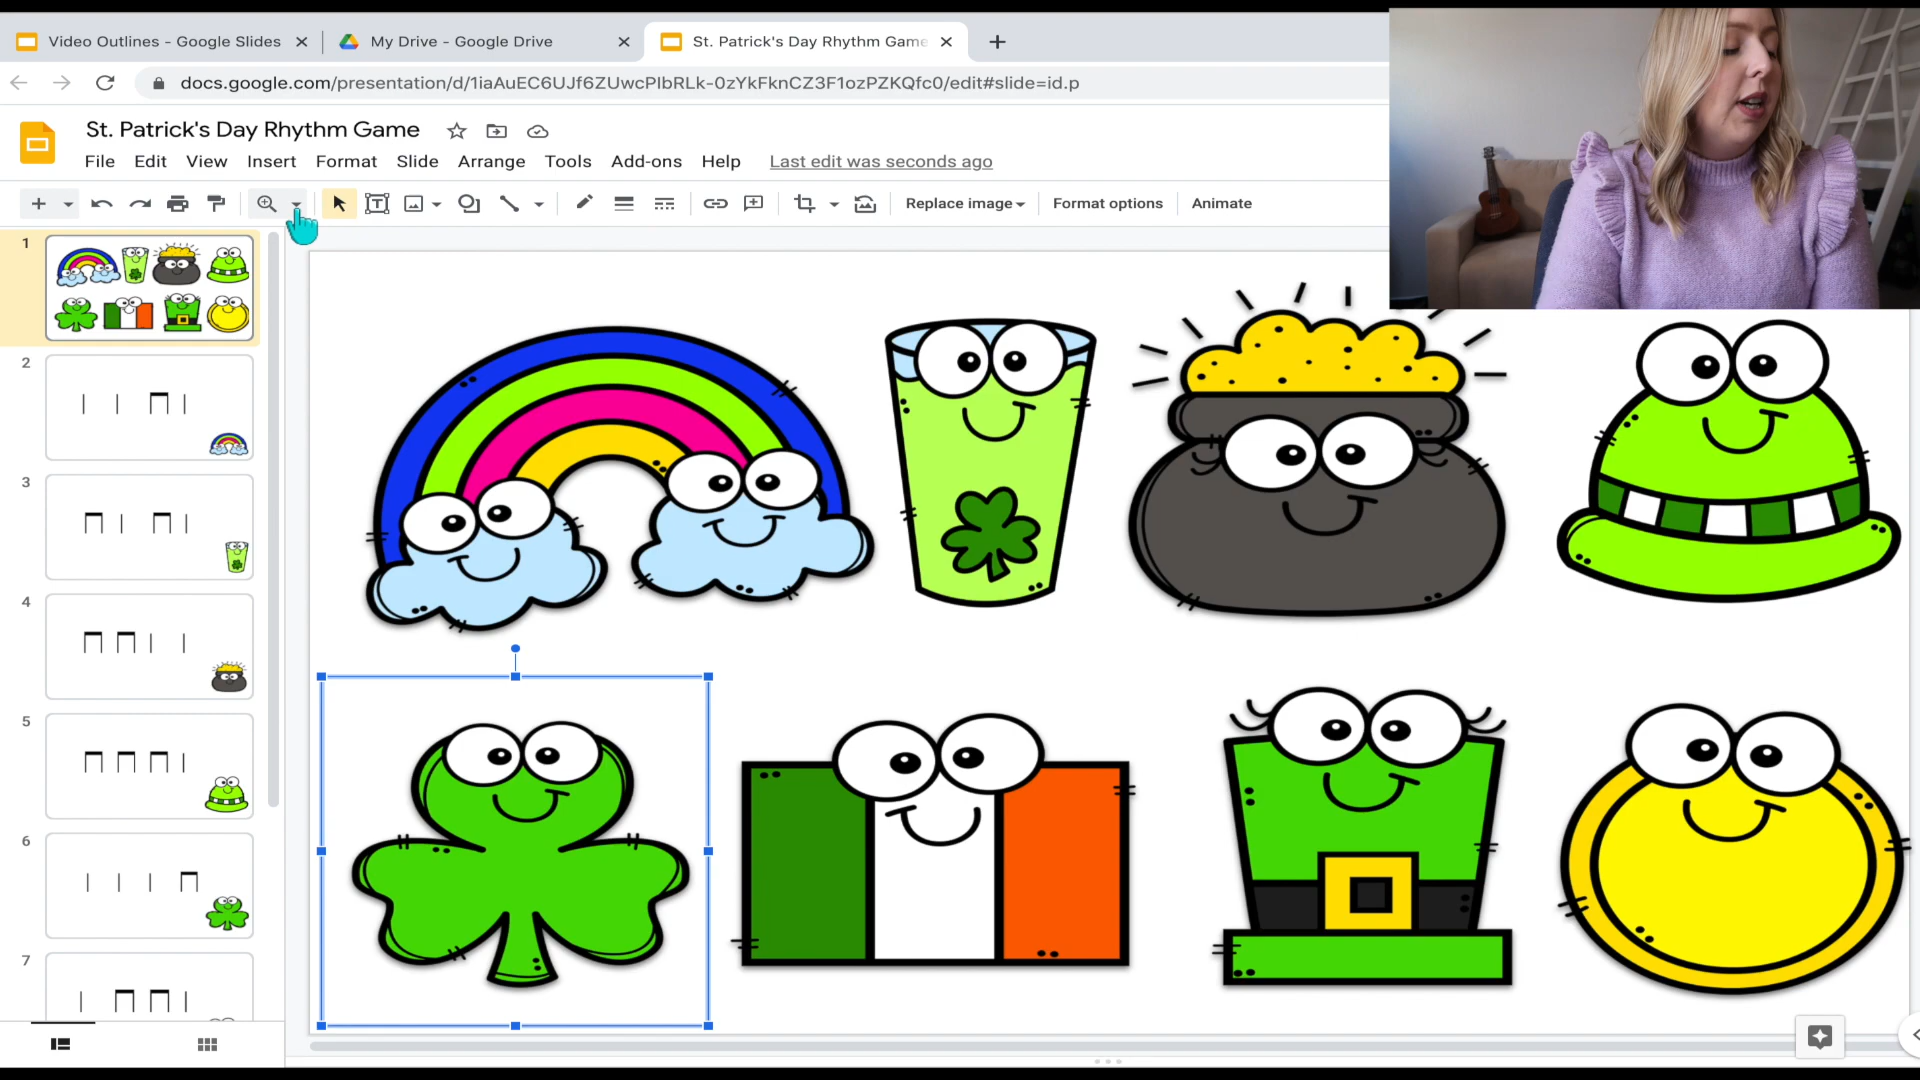 Video Outlines - Google Slides
My Drive - Google Drive
St. Patrick's Day Rhythm Game
docs.google.com/presentation/d/1iaAuEC6UJf6ZUwcPIbRLk-0zYkFknCZ3F1ozPZKQfc0/edit#slide=id.p
St. Patrick's Day Rhythm Game
File Edit View Insert Format Slide Arrange Tools Add-ons Help Last edit was seconds ago
Replace image Format options Animate
1
2
3
4
5
6
7